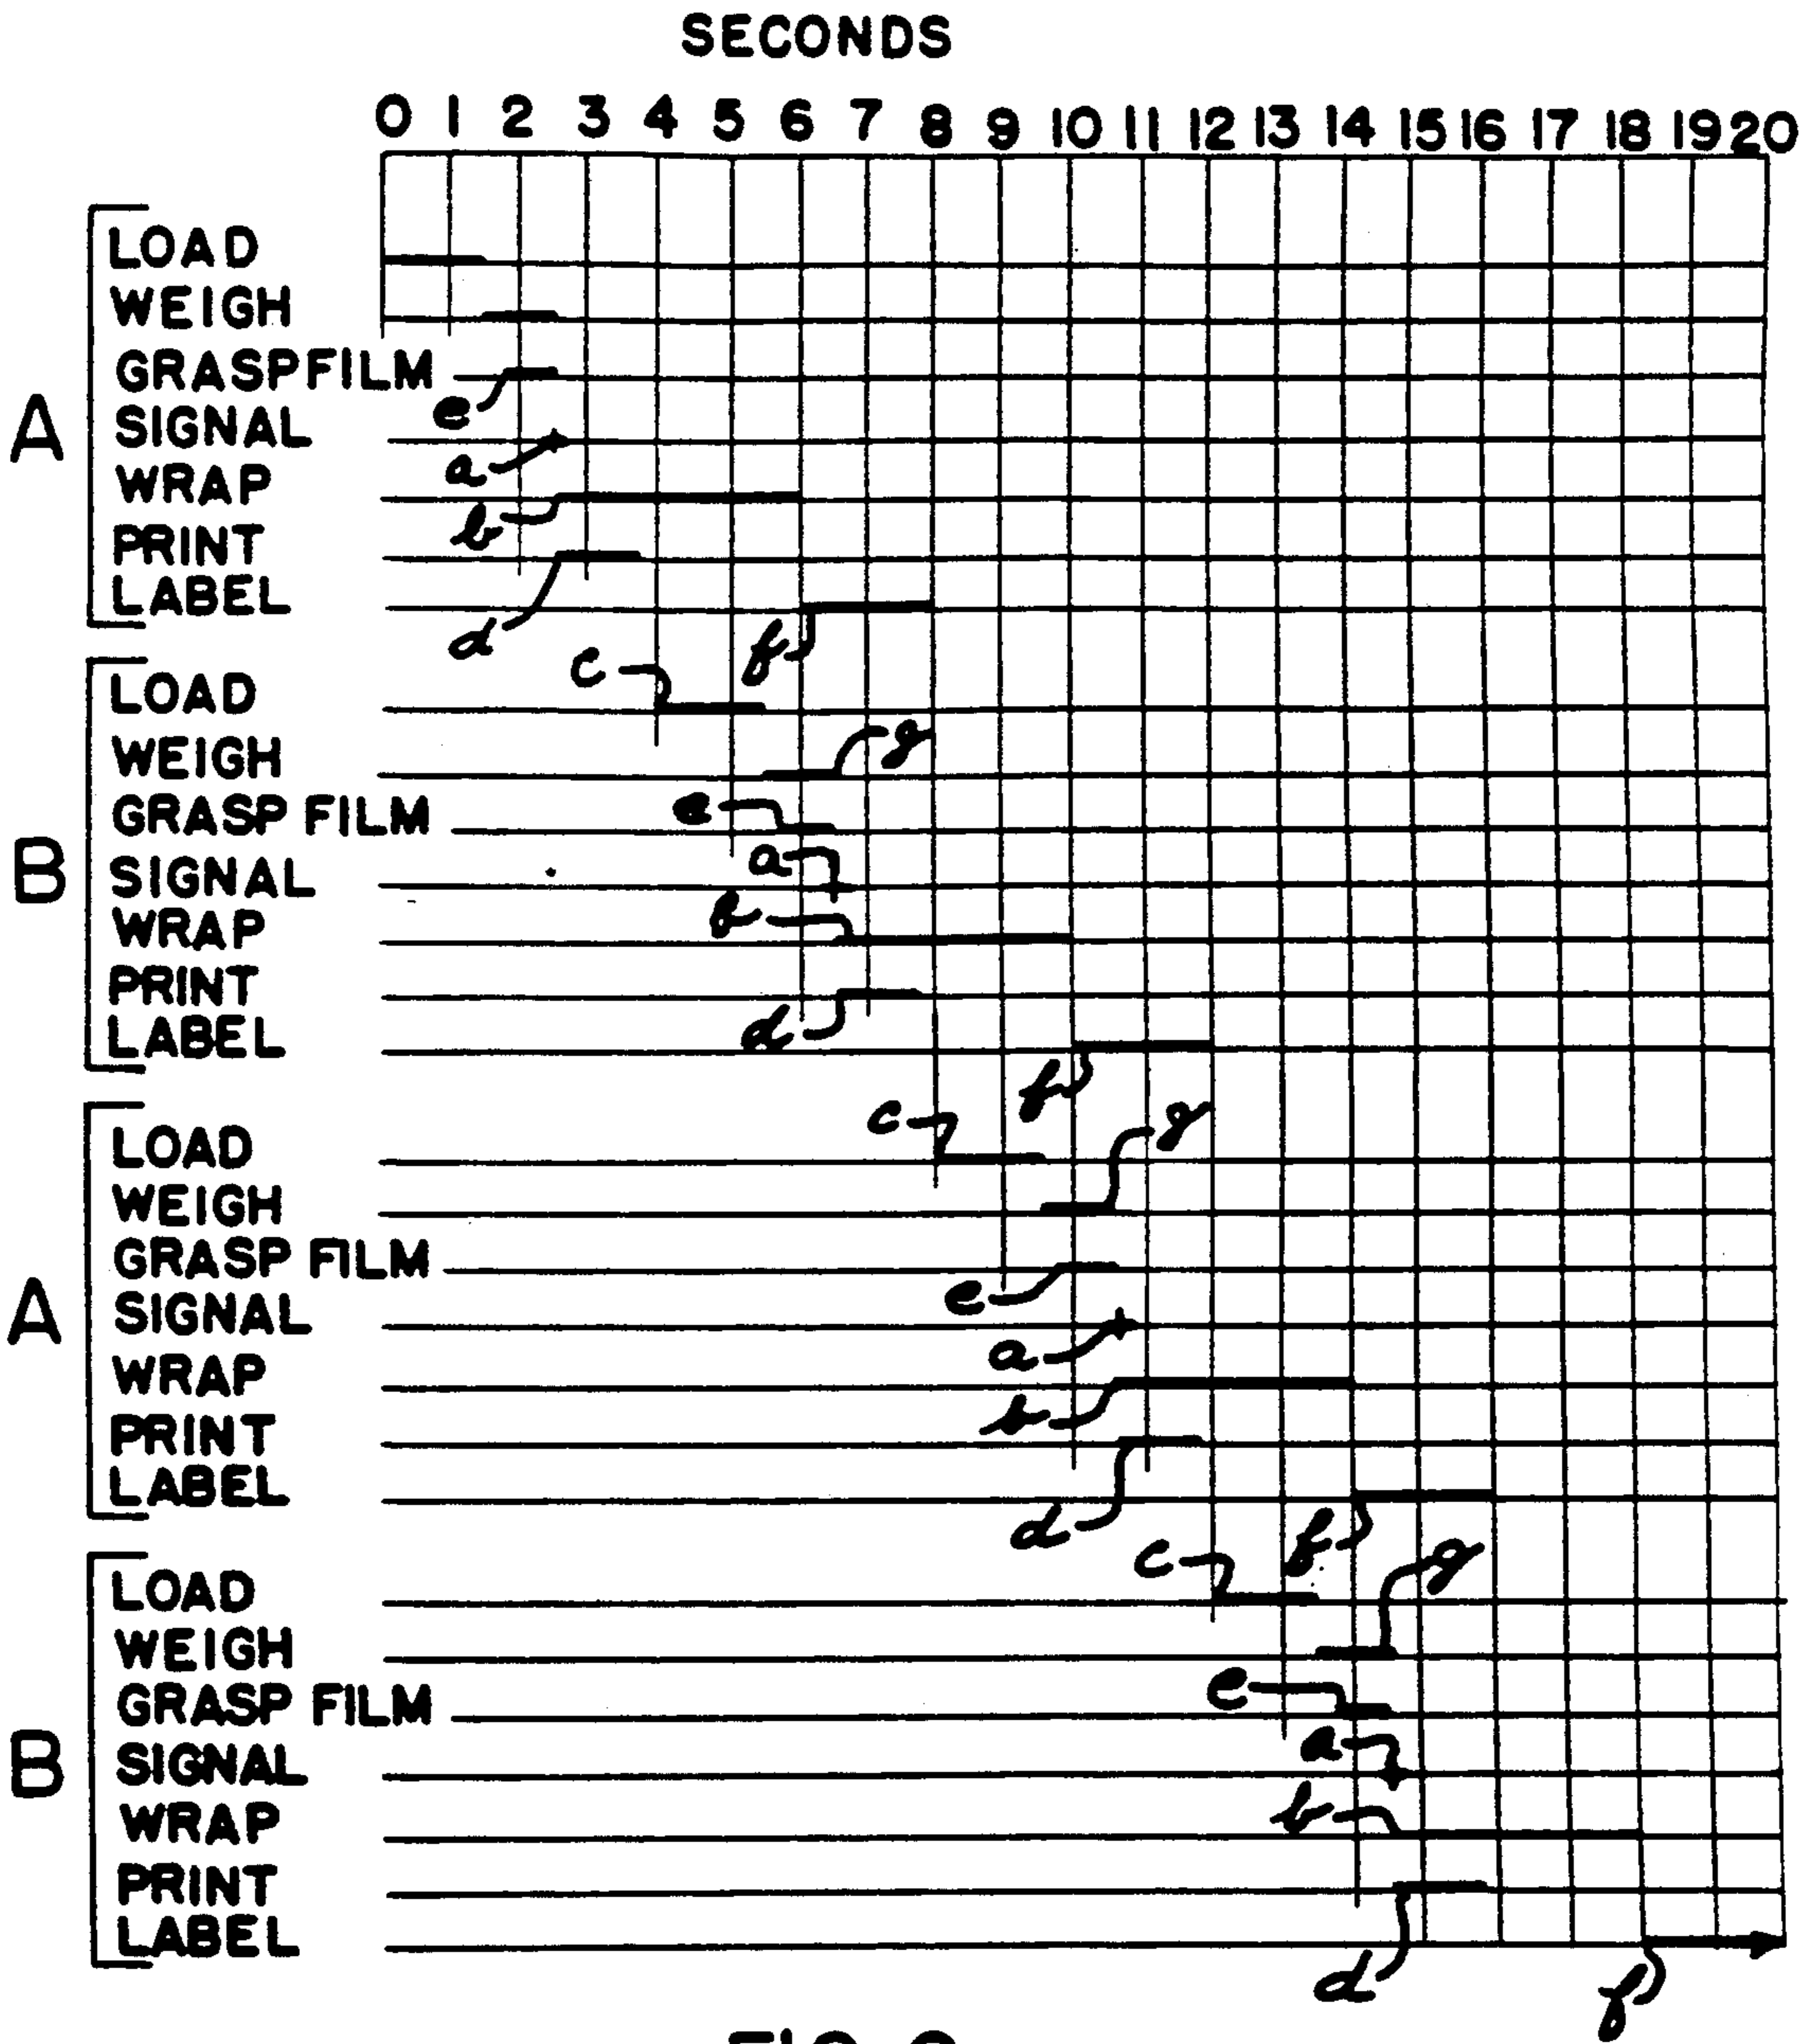 SECONDS
0 1 2 3 4 5 6 7 8 9 10 11 12 13 14 15 16 17 18 19 20
A
LOAD
WEIGH
GRASP FILM
e
SIGNAL
a
WRAP
b
PRINT
LABEL
d
f
B
c
LOAD
WEIGH
g
e
GRASP FILM
a
SIGNAL
b
WRAP
PRINT
d
LABEL
f
A
c
g
LOAD
WEIGH
GRASP FILM
e
SIGNAL
a
WRAP
b
PRINT
LABEL
d
f
B
c
g
LOAD
WEIGH
e
GRASP FILM
a
SIGNAL
b
WRAP
PRINT
LABEL
d
f